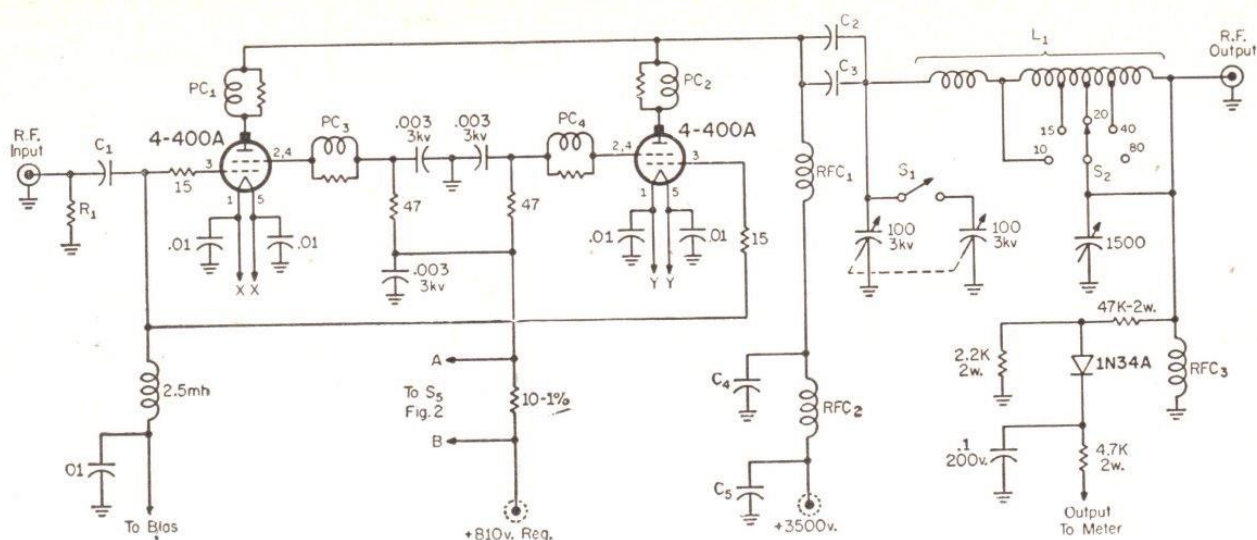 R.F.
Input
C1
R1
15
3
4-400A
PC1
1
5
2,4
.01
.01
X X
PC3
.003
3kv
.003
3kv
47
47
.003
3kv
PC4
PC2
4-400A
2,4
3
1
5
.01
.01
Y Y
15
C2
C3
L1
R.F.
Output
15
20
40
10
80
S2
S1
100
3kv
100
3kv
1500
RFC1
47K-2w.
2.2K
2w.
1N34A
RFC3
.1
200v.
4.7K
2w.
Output
To Meter
C4
RFC2
C5
+3500v.
2.5mh
01
To Bias
A
To S5
Fig. 2
B
10-1%
+810v. Reg.